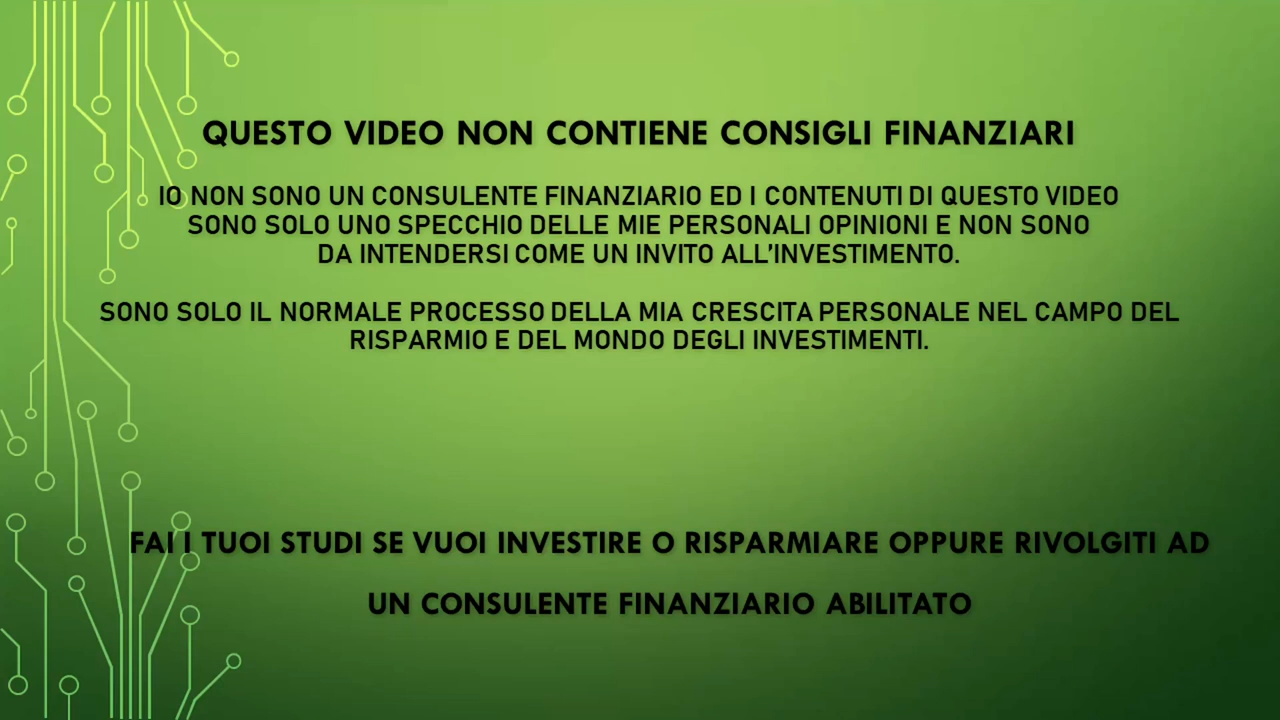 QUESTO VIDEO NON CONTIENE CONSIGLI FINANZIARI
IO NON SONO UN CONSULENTE FINANZIARIO ED I CONTENUTI DI QUESTO VIDEO
SONO SOLO UNO SPECCHIO DELLE MIE PERSONALI OPINIONI E NON SONO
DA INTENDERSI COME UN INVITO ALL'INVESTIMENTO.
SONO SOLO IL NORMALE PROCESSO DELLA MIA CRESCITA PERSONALE NEL CAMPO DEL
RISPARMIO E DEL MONDO DEGLI INVESTIMENTI.
FAI I TUOI STUDI SE VUOI INVESTIRE O RISPARMIARE OPPURE RIVOLGITI AD
UN CONSULENTE FINANZIARIO ABILITATO